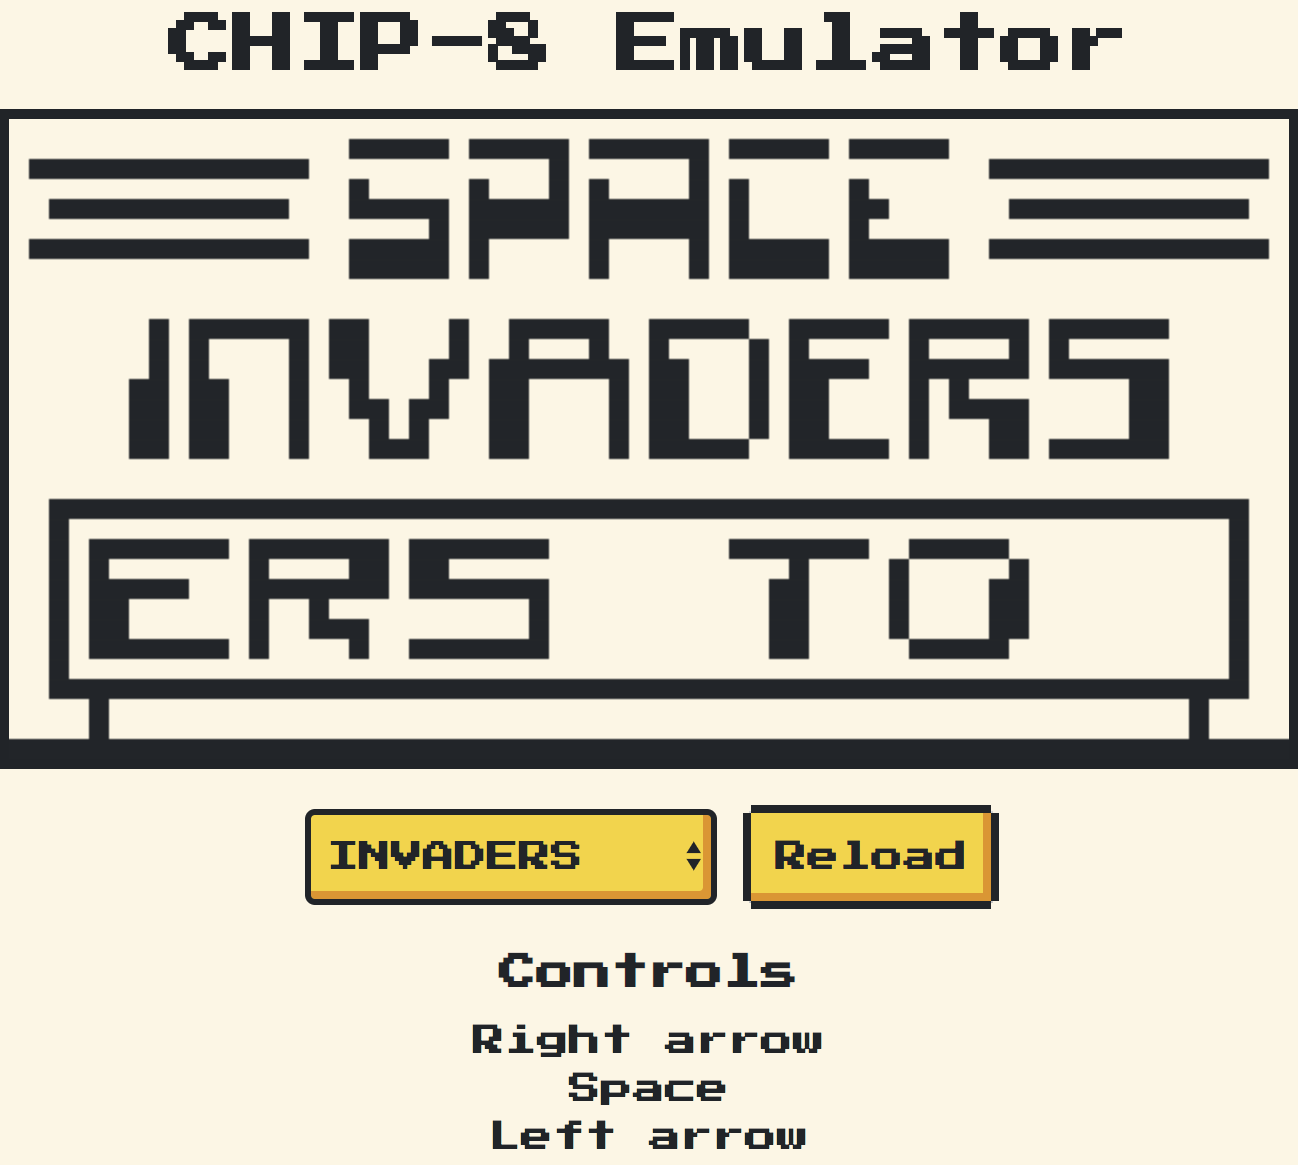 CHIP-8 Emulator
SPACE
INVADERS
ERS TO
INVADERS
Reload
Controls
Right arrow
Space
Left arrow